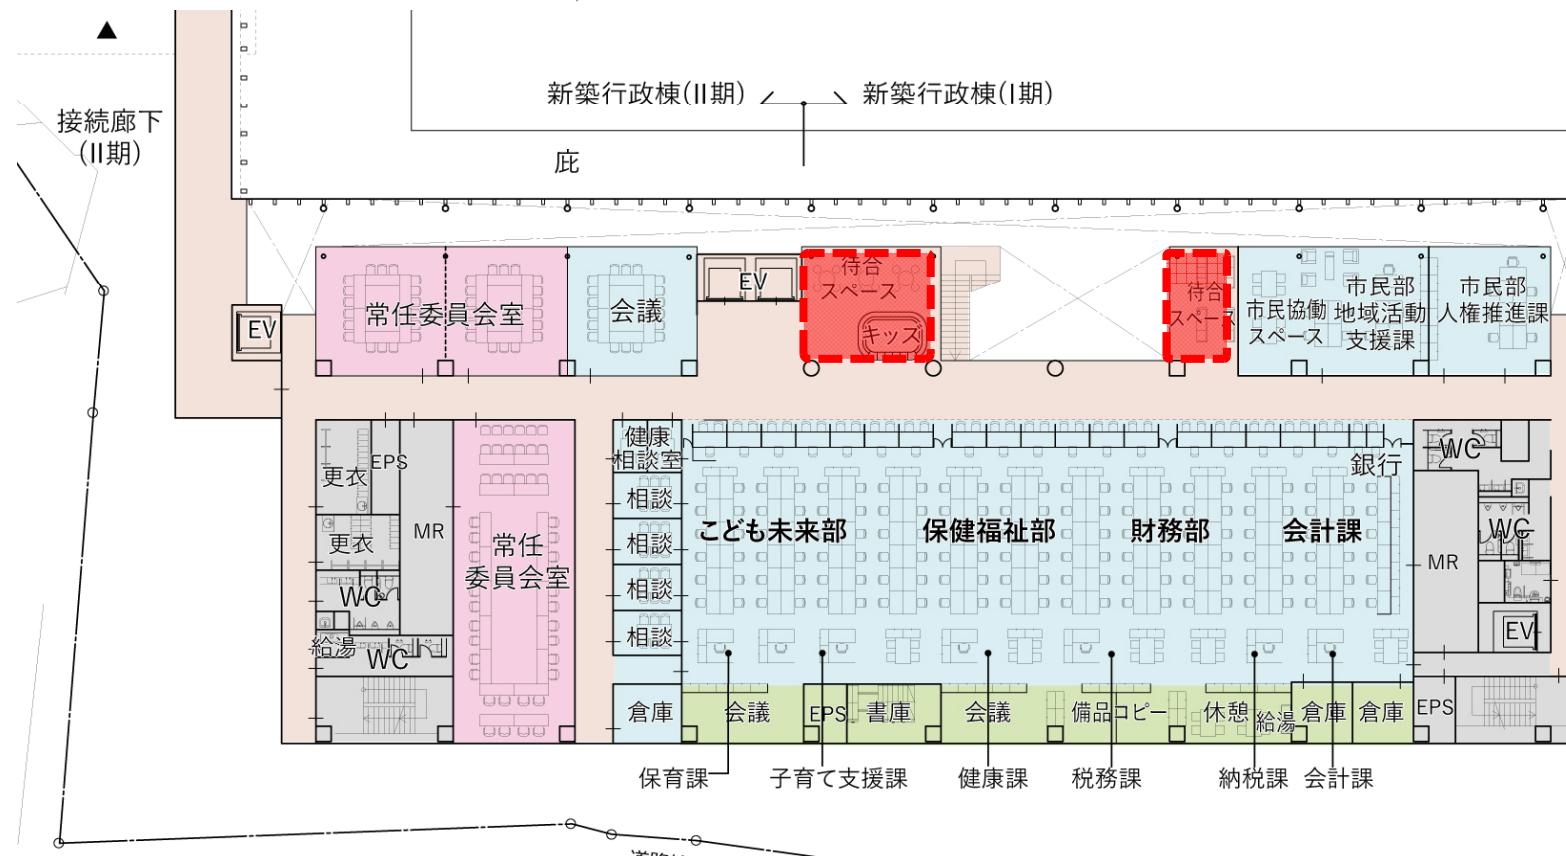 新築行政棟(II期)
新築行政棟(I期)
接続廊下
(II期)
庇
EV
常任委員会室
会議
EV
待合
スペース
キッズ
待合
スペース
市民協働
スペース
市民部
地域活動
支援課
市民部
人権推進課
更衣
EPS
更衣
MR
WC
給湯
WC
常任
委員会室
健康
相談室
相談
相談
相談
相談
こども未来部
保健福祉部
財務部
会計課
銀行
WC
WC
MR
EV
倉庫
会議
EPS
書庫
会議
備品コピー
休憩
給湯
倉庫
倉庫
EPS
保育課
子育て支援課
健康課
税務課
納税課
会計課